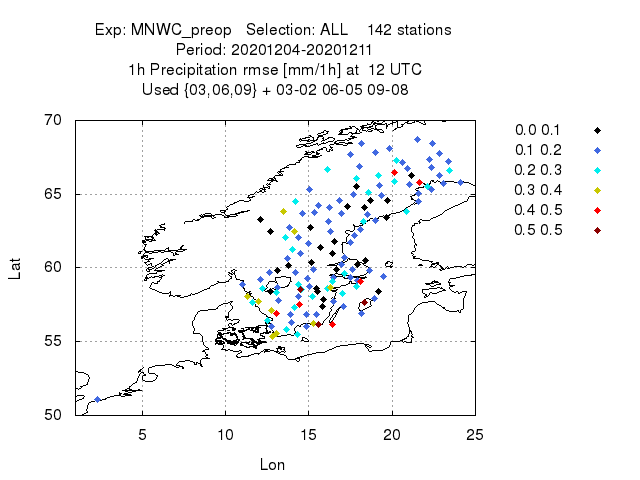 Exp: MNWC_preop Selection: ALL 142 stations
Period: 20201204-20201211
1h Precipitation rmse [mm/1h] at 12 UTC
Used {03,06,09} + 03-02 06-05 09-08
70
65
60
55
50
5 10 15 20 25
Lat
Lon
0.0 0.1
0.1 0.2
0.2 0.3
0.3 0.4
0.4 0.5
0.5 0.5